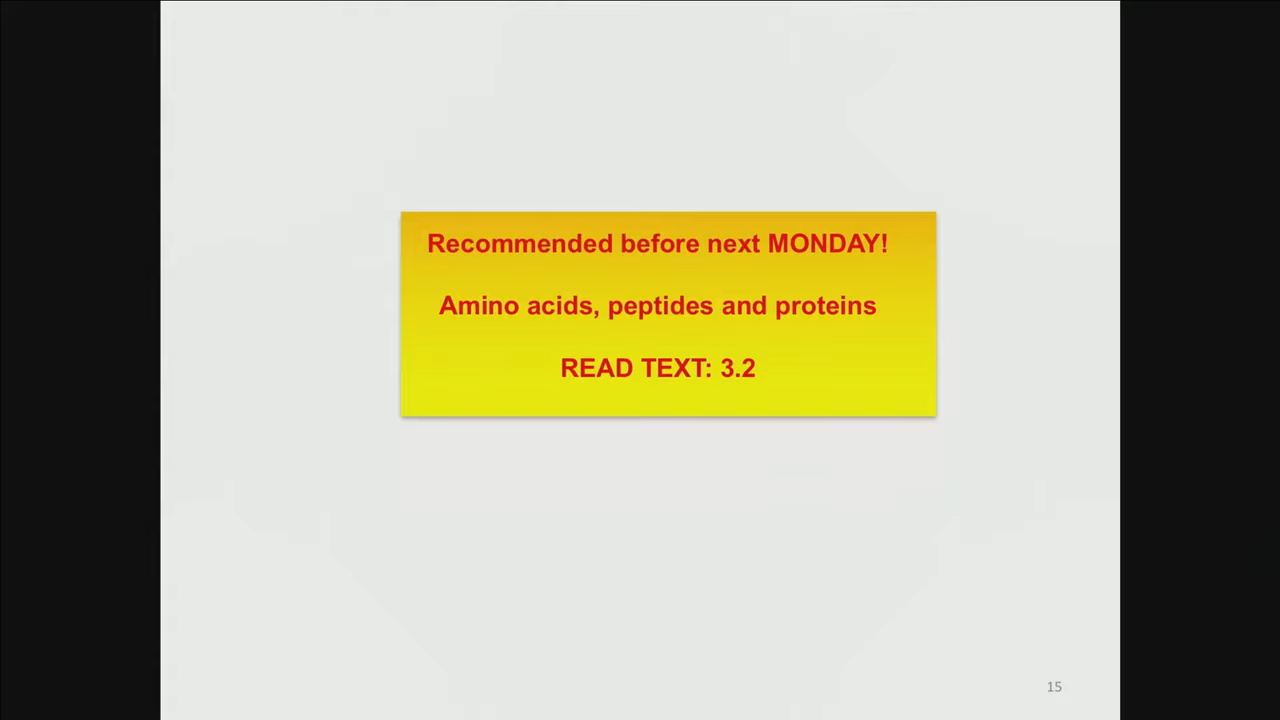 Recommended before next MONDAY!
Amino acids, peptides and proteins
READ TEXT: 3.2
15